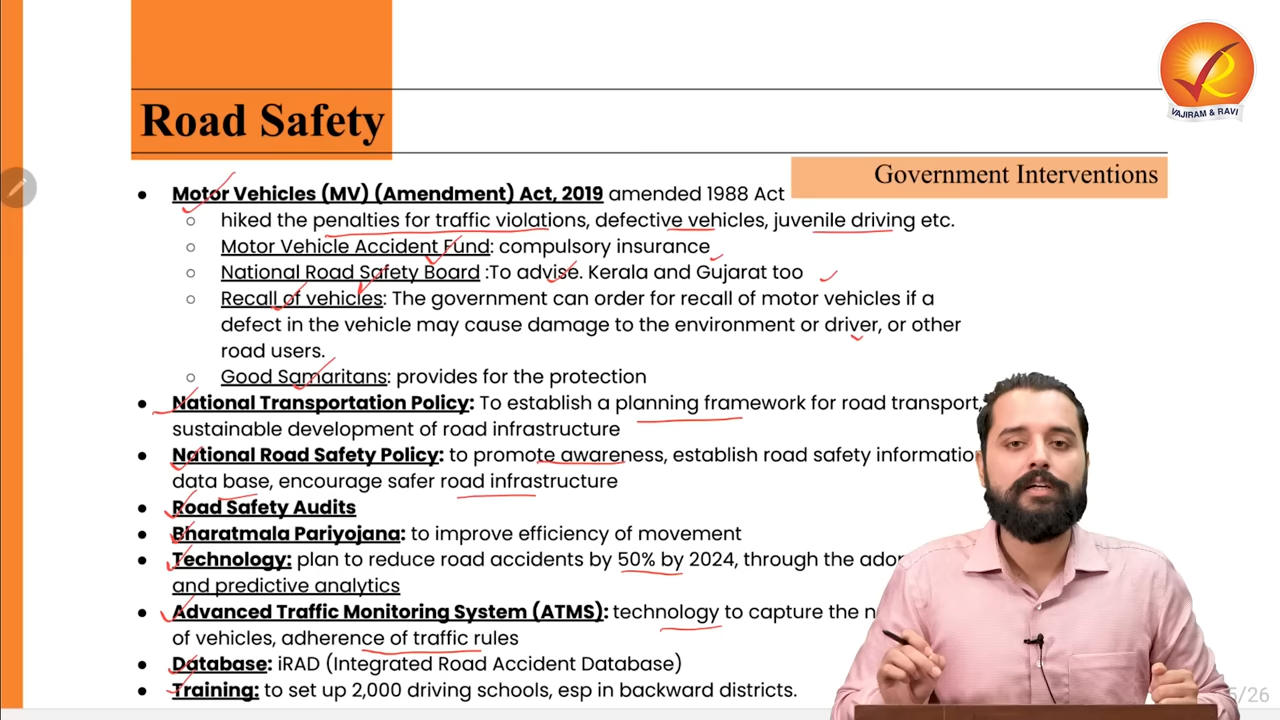 VAJIRAM & RAVI
Road Safety
Government Interventions
● Motor Vehicles (MV) (Amendment) Act, 2019 amended 1988 Act
○ hiked the penalties for traffic violations, defective vehicles, juvenile driving etc.
○ Motor Vehicle Accident Fund: compulsory insurance
○ National Road Safety Board :To advise. Kerala and Gujarat too
○ Recall of vehicles: The government can order for recall of motor vehicles if a
defect in the vehicle may cause damage to the environment or driver, or other
road users.
○ Good Samaritans: provides for the protection
● National Transportation Policy: To establish a planning framework for road transport,
sustainable development of road infrastructure
● National Road Safety Policy: to promote awareness, establish road safety
data base, encourage safer road infrastructure
● Road Safety Audits
● Bharatmala Pariyojana: to improve efficiency of movement
● Technology: plan to reduce road accidents by 50% by 2024, through the
and predictive analytics
● Advanced Traffic Monitoring System (ATMS): technology to capture the
of vehicles, adherence of traffic rules
● Database: iRAD (Integrated Road Accident Database)
● Training: to set up 2,000 driving schools, esp in backward districts.
/26